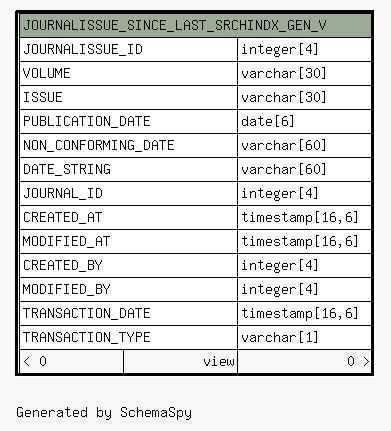 JOURNALISSUE_SINCE_LAST_SRCHINDX_GEN_V
JOURNALISSUE_ID integer[4]
VOLUME varchar[30]
ISSUE varchar[30]
PUBLICATION_DATE date[6]
NON_CONFORMING_DATE varchar[60]
DATE_STRING varchar[60]
JOURNAL_ID integer[4]
CREATED_AT timestamp[16,6]
MODIFIED_AT timestamp[16,6]
CREATED_BY integer[4]
MODIFIED_BY integer[4]
TRANSACTION_DATE timestamp[16,6]
TRANSACTION_TYPE varchar[1]
< 0 view 0 >
Generated by SchemaSpy